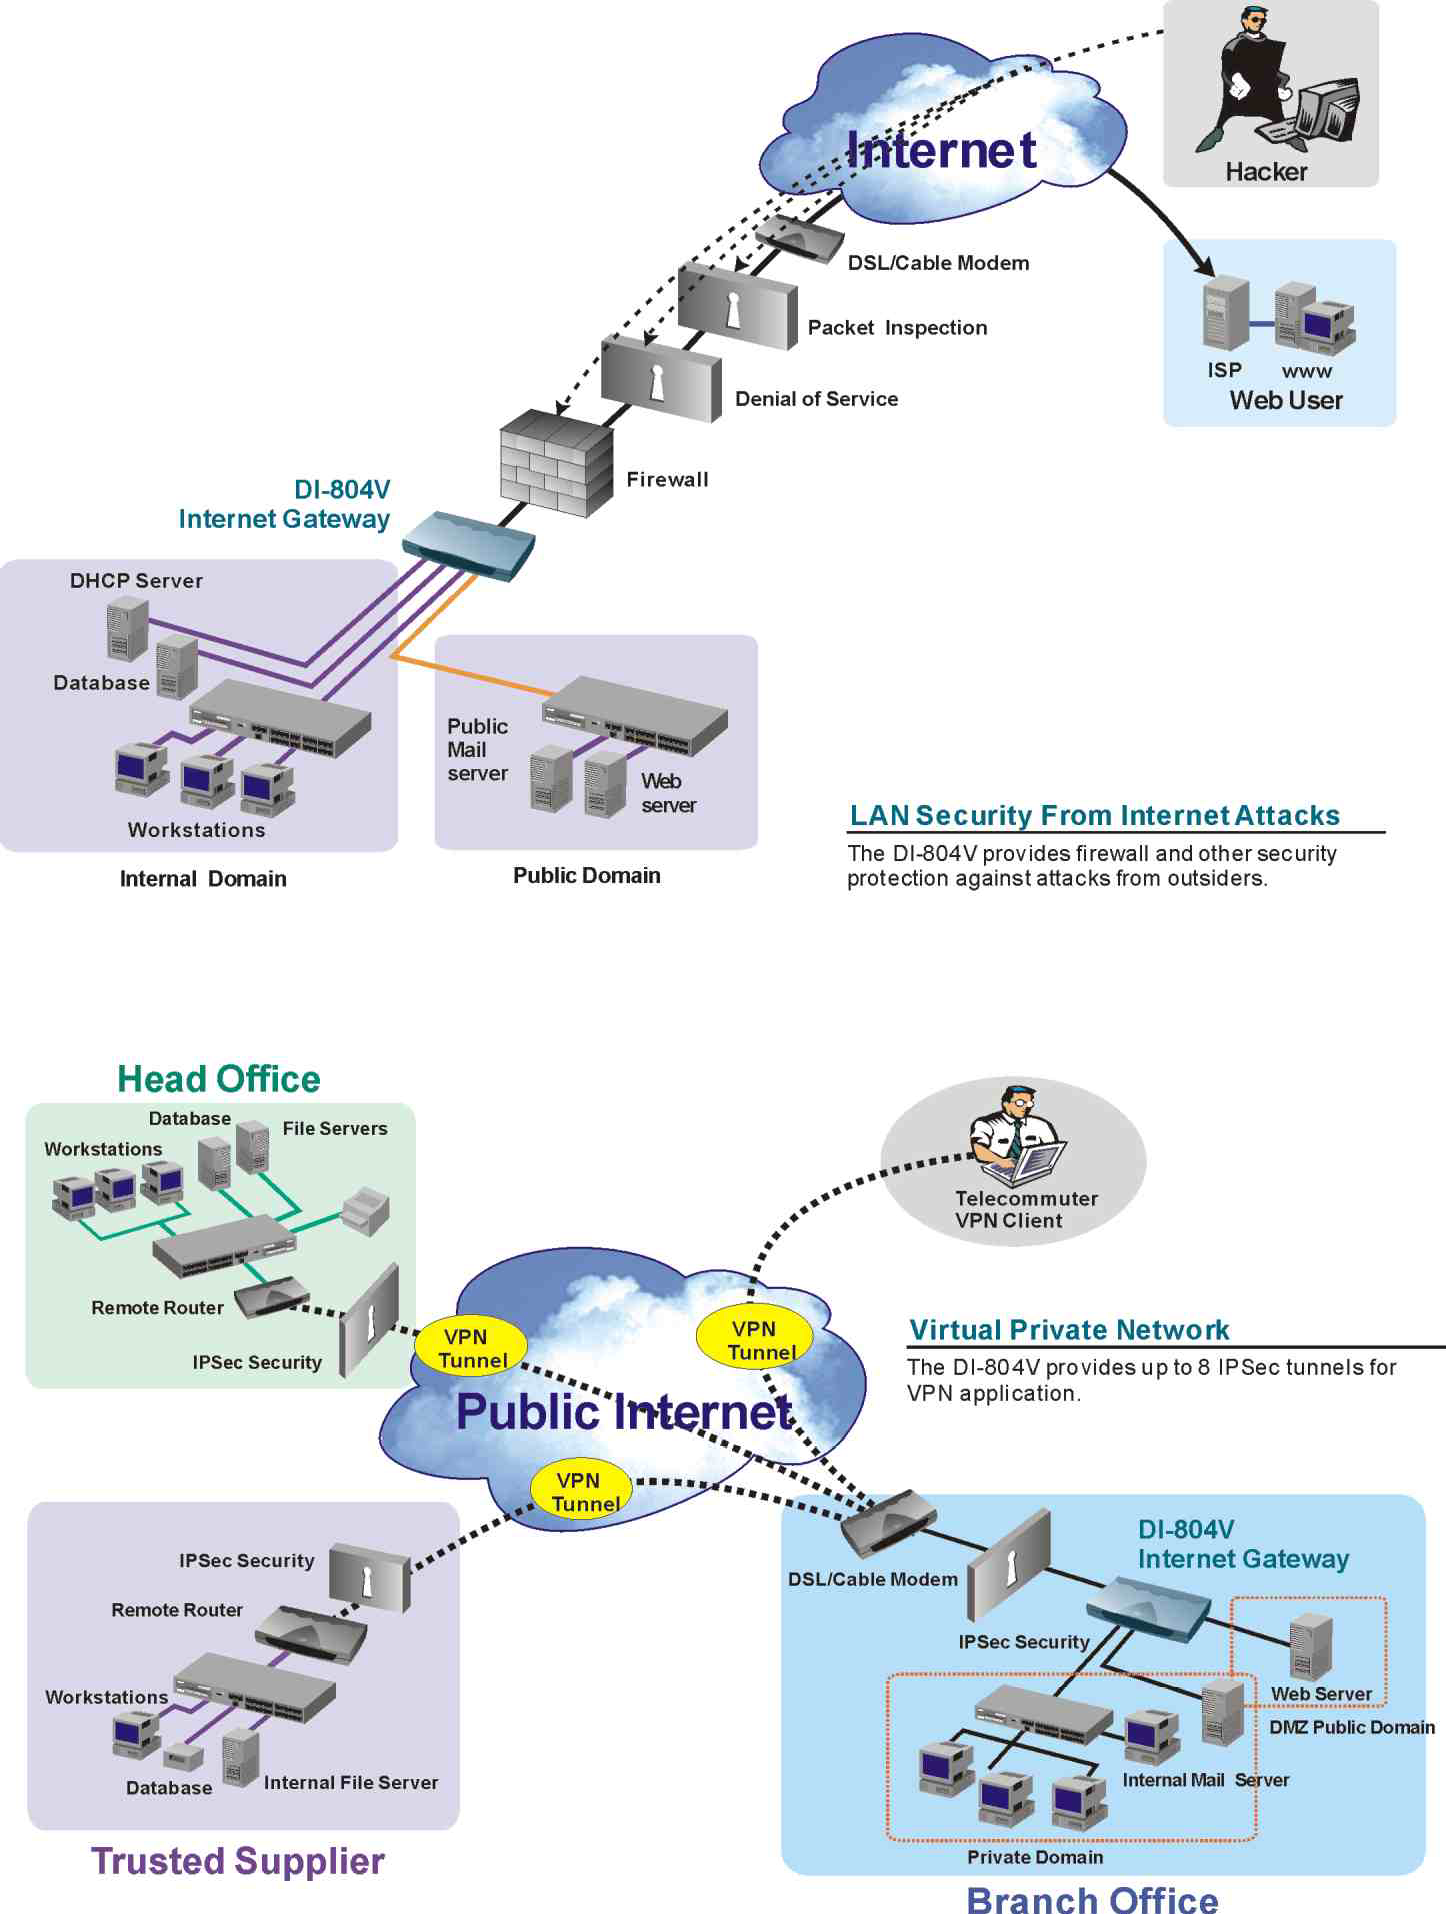 Internet
Hacker
DSL/Cable Modem
Packet Inspection
ISP
www
Web User
Denial of Service
Firewall
DI-804V
Internet Gateway
DHCP Server
Database
Workstations
Internal Domain
Public
Mail
server
Web
server
Public Domain
LAN Security From Internet Attacks
The DI-804V provides firewall and other security
protection against attacks from outsiders.
Head Office
Database
File Servers
Workstations
Remote Router
IPSec Security
Telecommuter
VPN Client
VPN
Tunnel
VPN
Tunnel
Public Internet
VPN
Tunnel
Virtual Private Network
The DI-804V provides up to 8 IPSec tunnels for
VPN application.
IPSec Security
Remote Router
Workstations
Database
Internal File Server
Trusted Supplier
DSL/Cable Modem
DI-804V
Internet Gateway
IPSec Security
Web Server
DMZ Public Domain
Internal Mail Server
Private Domain
Branch Office